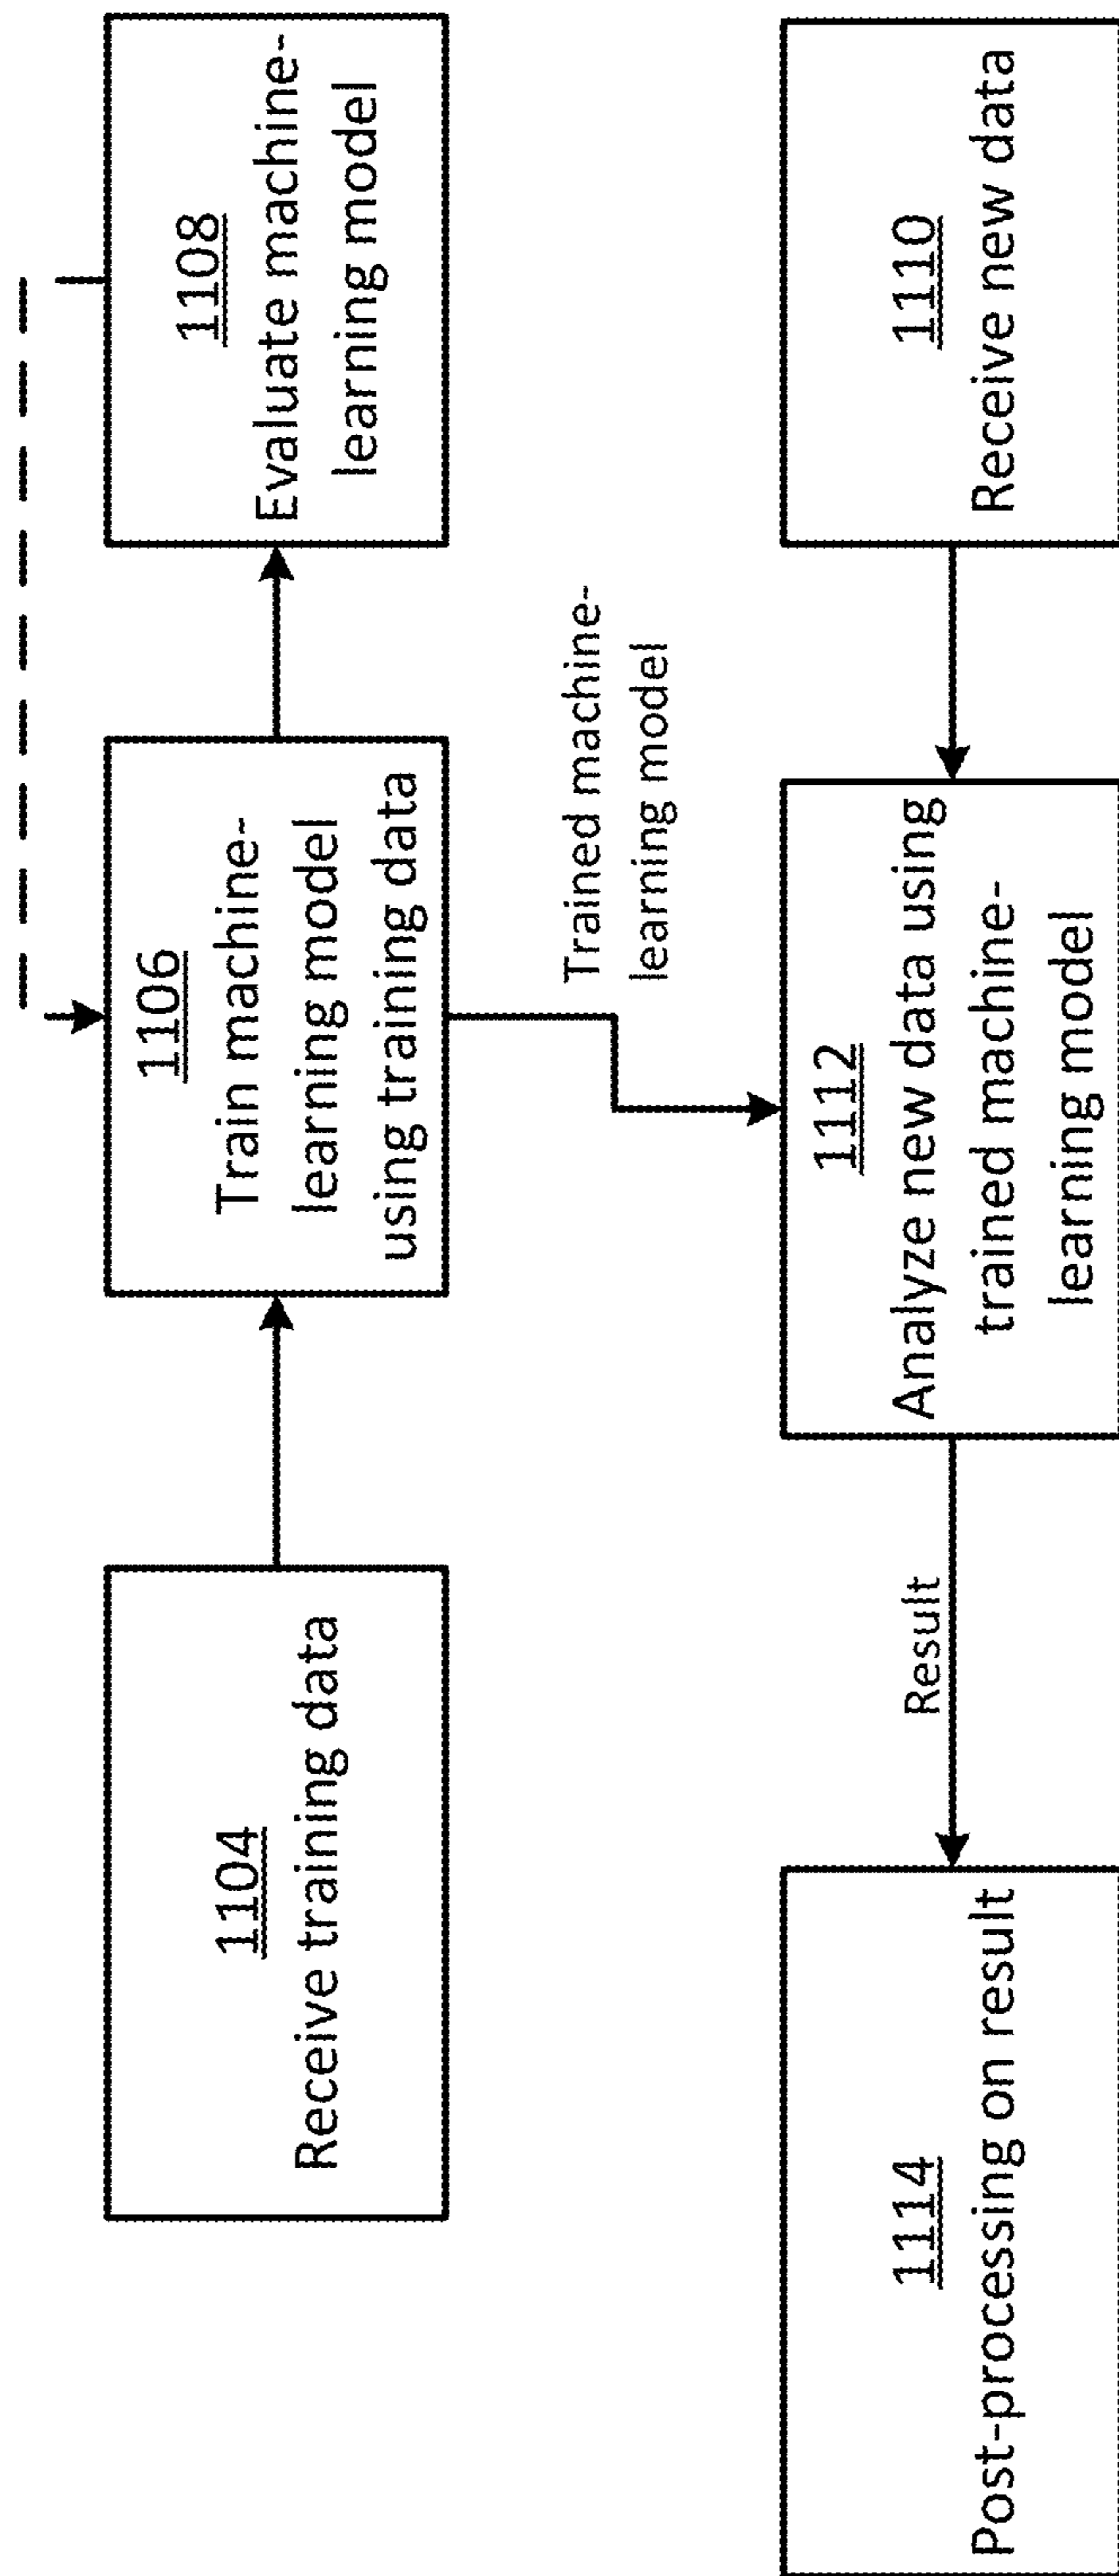 1104
Receive training data
1106
Train machine-
learning model
using training data
1108
Evaluate machine-
learning model
Trained machine-
learning model
1110
Receive new data
1112
Analyze new data using
trained machine-
learning model
Result
1114
Post-processing on result